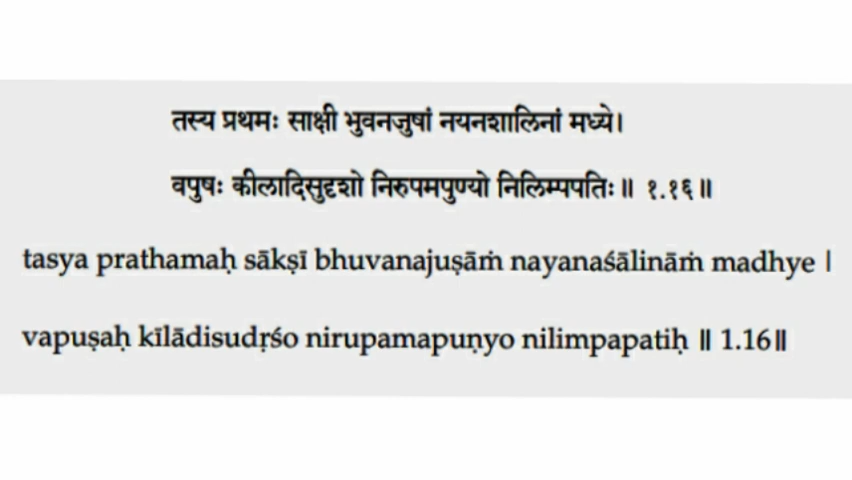 तस्य प्रथमः साक्षी भुवनजुषां नयनशालिनां मध्ये।
वपुषः कीलादिसुदृशो निरुपमपुण्यो निलिम्पपतिः॥ १.१६॥
tasya prathamaḥ sākṣī bhuvanajuṣāṁ nayanaśālināṁ madhye |
vapuṣaḥ kīlādisudṛśo nirupamapuṇyo nilimpapatiḥ || 1.16||